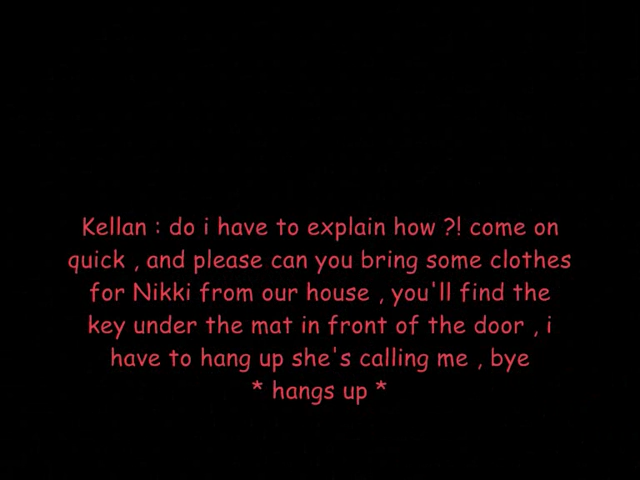 Kellan : do i have to explain how ?! come on
quick , and please can you bring some clothes
for Nikki from our house , you'll find the
key under the mat in front of the door , i
have to hang up she's calling me , bye
* hangs up *